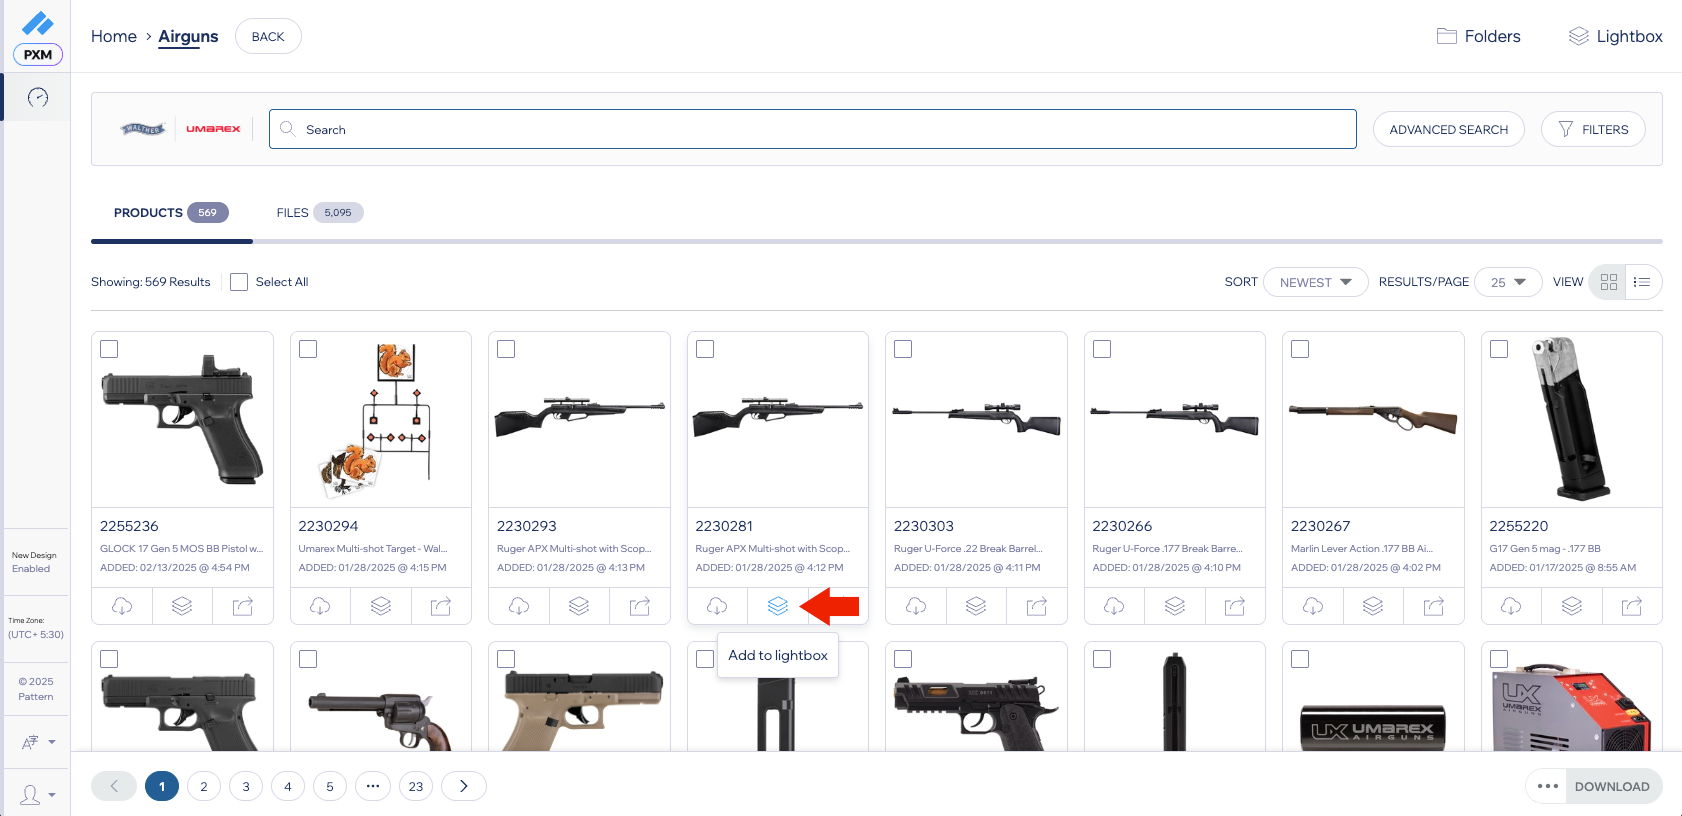 PXM
Home › Airguns
BACK
Folders
Lightbox
WALTHER
UMAREX
Search
ADVANCED SEARCH
FILTERS
PRODUCTS 569
FILES 5,095
Showing: 569 Results
Select All
SORT NEWEST
RESULTS/PAGE 25
VIEW
2255236
GLOCK 17 Gen 5 MOS BB Pistol w...
ADDED: 02/13/2025 @ 4:54 PM
2230294
Umarex Multi-shot Target - Wal...
ADDED: 01/28/2025 @ 4:15 PM
2230293
Ruger APX Multi-shot with Scop...
ADDED: 01/28/2025 @ 4:13 PM
2230281
Ruger APX Multi-shot with Scop...
ADDED: 01/28/2025 @ 4:12 PM
2230303
Ruger U-Force .22 Break Barrel...
ADDED: 01/28/2025 @ 4:11 PM
2230266
Ruger U-Force .177 Break Barre...
ADDED: 01/28/2025 @ 4:10 PM
2230267
Marlin Lever Action .177 BB Ai...
ADDED: 01/28/2025 @ 4:02 PM
2255220
G17 Gen 5 mag - .177 BB
ADDED: 01/17/2025 @ 8:55 AM
Add to lightbox
UX UMAREX
AIRGUNS
UX
UMAREX
AIRGUNS
New Design
Enabled
Time Zone:
(UTC+ 5:30)
© 2025
Pattern
1 2 3 4 5 ••• 23
••• DOWNLOAD